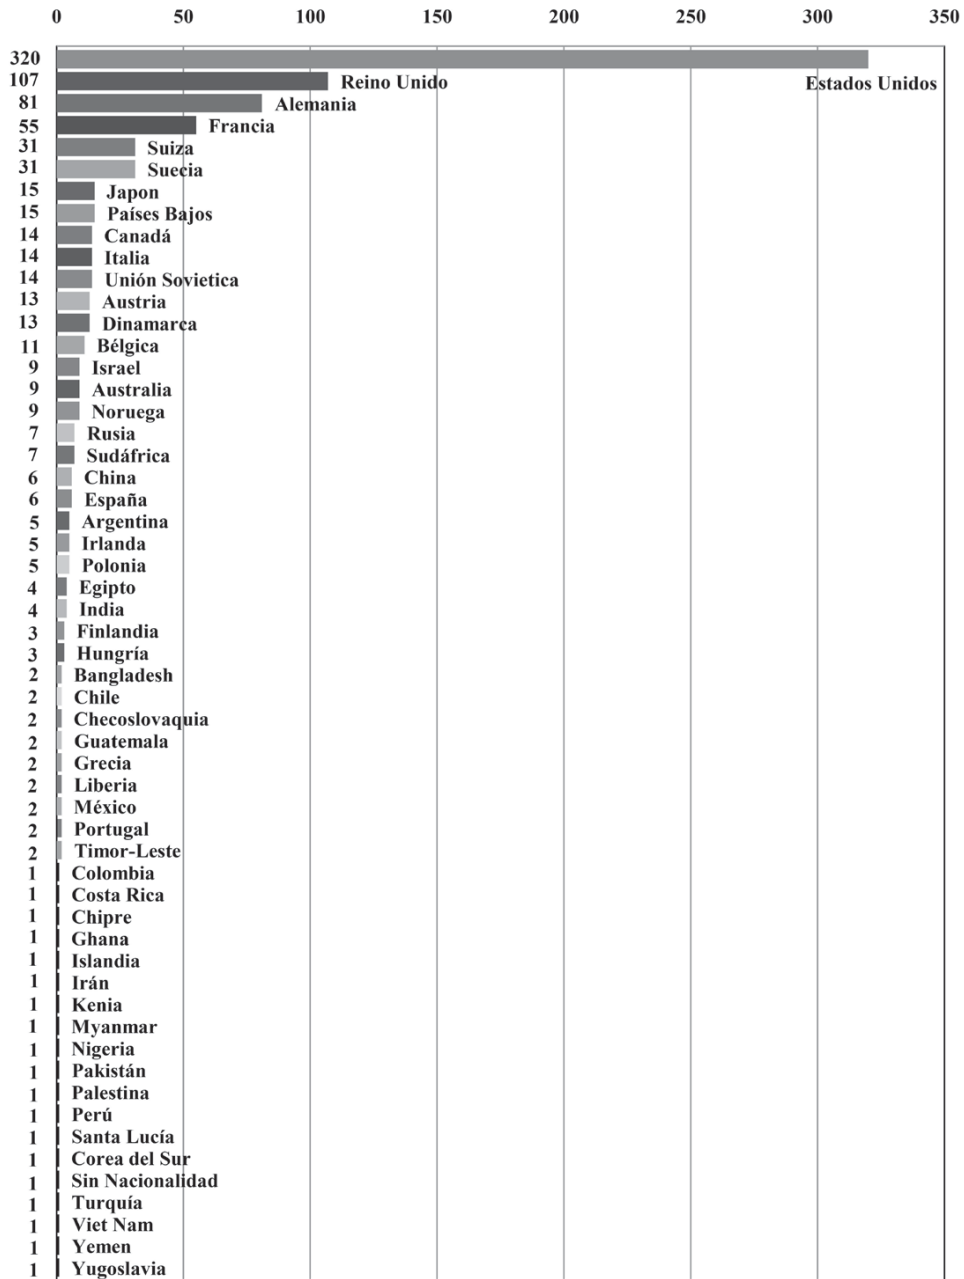 0 50 100 150 200 250 300 350
320 Estados Unidos
107 Reino Unido
81 Alemania
55 Francia
31 Suiza
31 Suecia
15 Japon
15 Países Bajos
14 Canadá
14 Italia
14 Unión Sovietica
13 Austria
13 Dinamarca
11 Bélgica
9 Israel
9 Australia
9 Noruega
7 Rusia
7 Sudáfrica
6 China
6 España
5 Argentina
5 Irlanda
5 Polonia
4 Egipto
4 India
3 Finlandia
3 Hungría
2 Bangladesh
2 Chile
2 Checoslovaquia
2 Guatemala
2 Grecia
2 Liberia
2 México
2 Portugal
2 Timor-Leste
1 Colombia
1 Costa Rica
1 Chipre
1 Ghana
1 Islandia
1 Irán
1 Kenia
1 Myanmar
1 Nigeria
1 Pakistán
1 Palestina
1 Perú
1 Santa Lucía
1 Corea del Sur
1 Sin Nacionalidad
1 Turquía
1 Viet Nam
1 Yemen
1 Yugoslavia